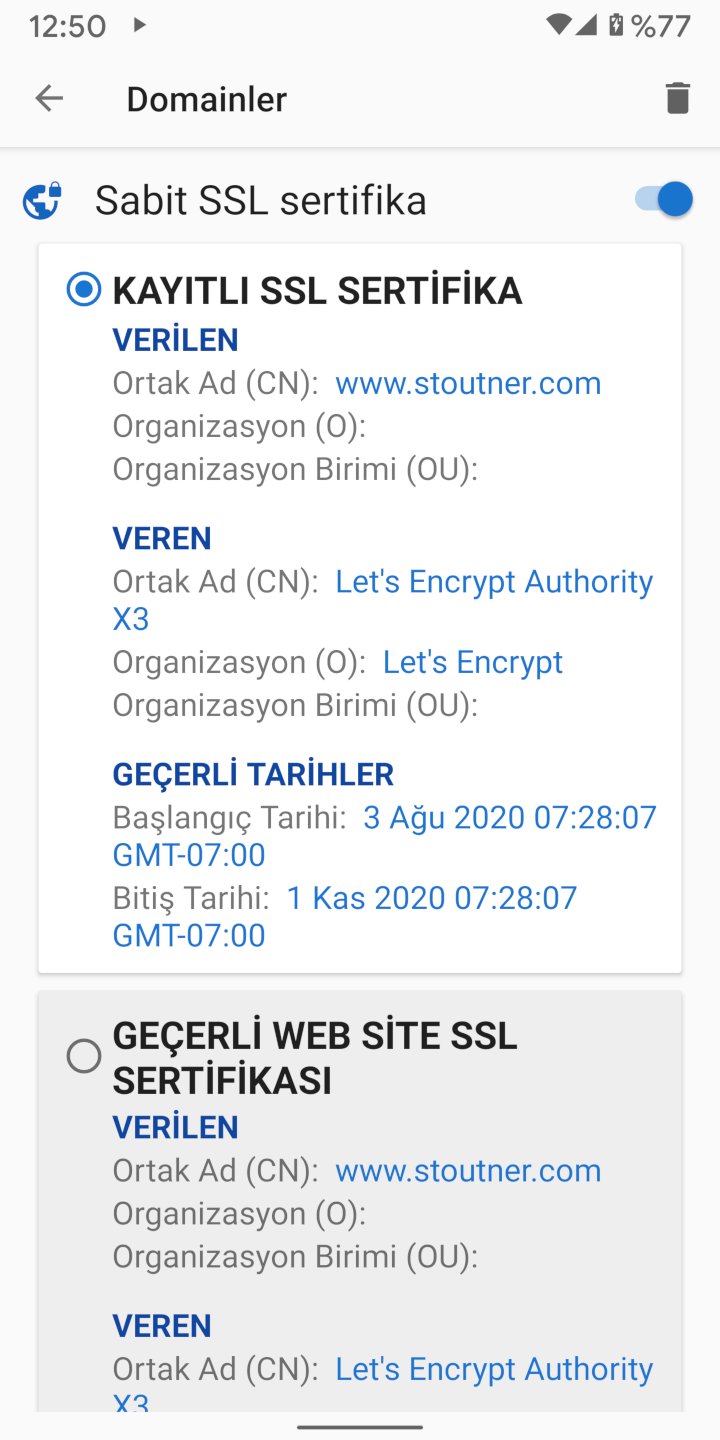 12:50 %77
Domainler
Sabit SSL sertifika
KAYITLI SSL SERTİFİKA
VERİLEN
Ortak Ad (CN): www.stoutner.com
Organizasyon (O):
Organizasyon Birimi (OU):
VEREN
Ortak Ad (CN): Let's Encrypt Authority
X3
Organizasyon (O): Let's Encrypt
Organizasyon Birimi (OU):
GEÇERLİ TARİHLER
Başlangıç Tarihi: 3 Ağu 2020 07:28:07
GMT-07:00
Bitiş Tarihi: 1 Kas 2020 07:28:07
GMT-07:00
GEÇERLİ WEB SİTE SSL
SERTİFİKASI
VERİLEN
Ortak Ad (CN): www.stoutner.com
Organizasyon (O):
Organizasyon Birimi (OU):
VEREN
Ortak Ad (CN): Let's Encrypt Authority
X3